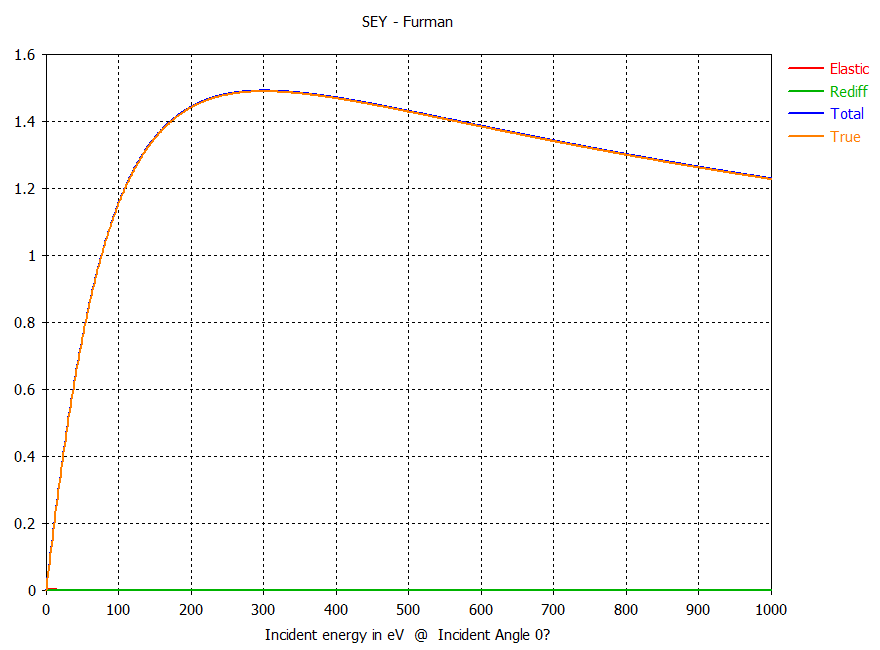 SEY - Furman
1.6
1.4
1.2
1
0.8
0.6
0.4
0.2
0
0 100 200 300 400 500 600 700 800 900 1000
Incident energy in eV @ Incident Angle 0?
Elastic
Rediff
Total
True